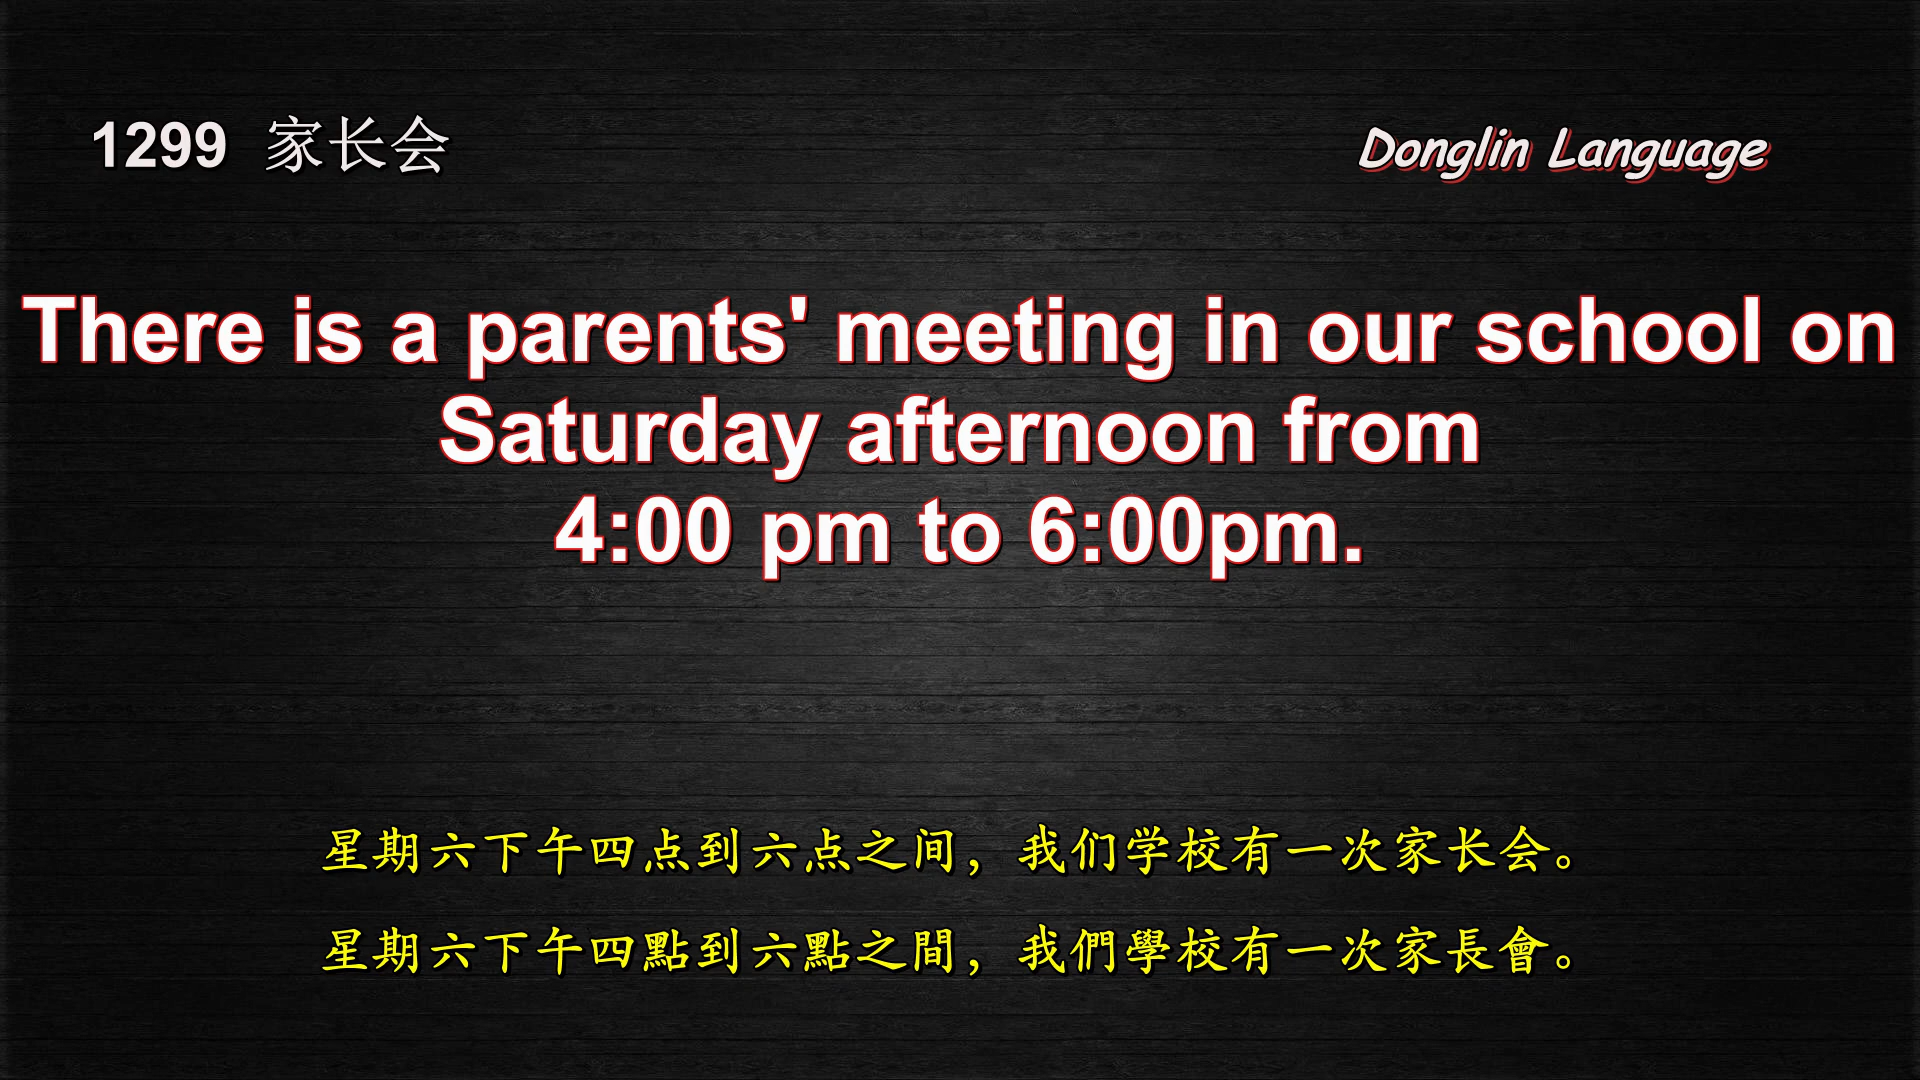 1299 家长会
Donglin Language
There is a parents' meeting in our school on
Saturday afternoon from
4:00 pm to 6:00pm.
星期六下午四点到六点之间，我们学校有一次家长会。
星期六下午四點到六點之間，我們學校有一次家長會。